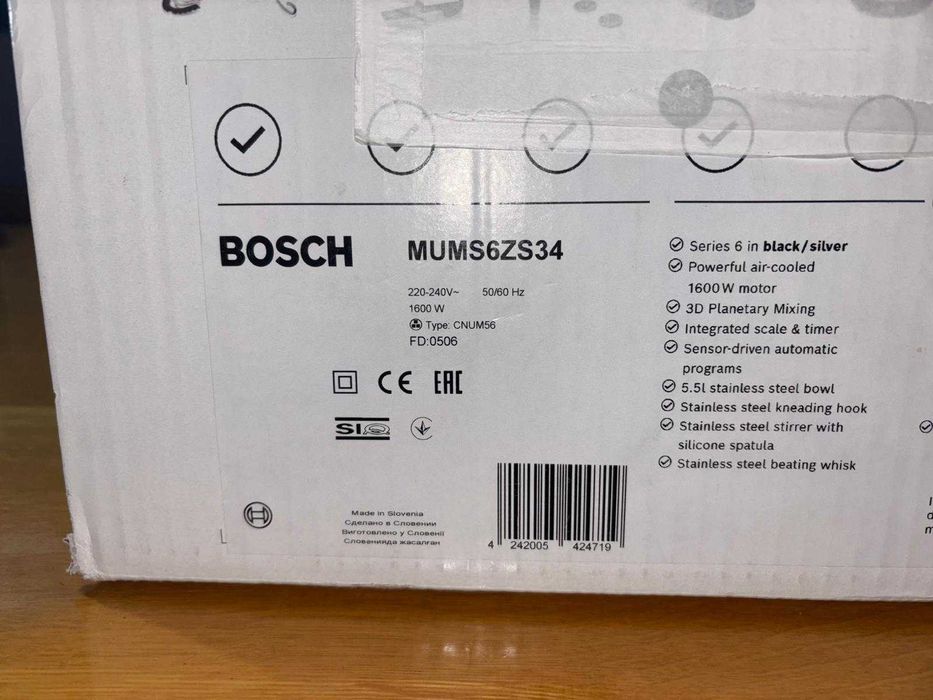 BOSCH
MUMS6ZS34
220-240V~ 50/60 Hz
1600 W
Type: CNUM56
FD:0506
CE EAC
SIQ
Made in Slovenia
Сделано в Словении
Виготовлено у Словенії
Словенияда жасалған
4 242005 424719
Series 6 in black/silver
Powerful air-cooled
1600 W motor
3D Planetary Mixing
Integrated scale & timer
Sensor-driven automatic
programs
5.5l stainless steel bowl
Stainless steel kneading hook
Stainless steel stirrer with
silicone spatula
Stainless steel beating whisk